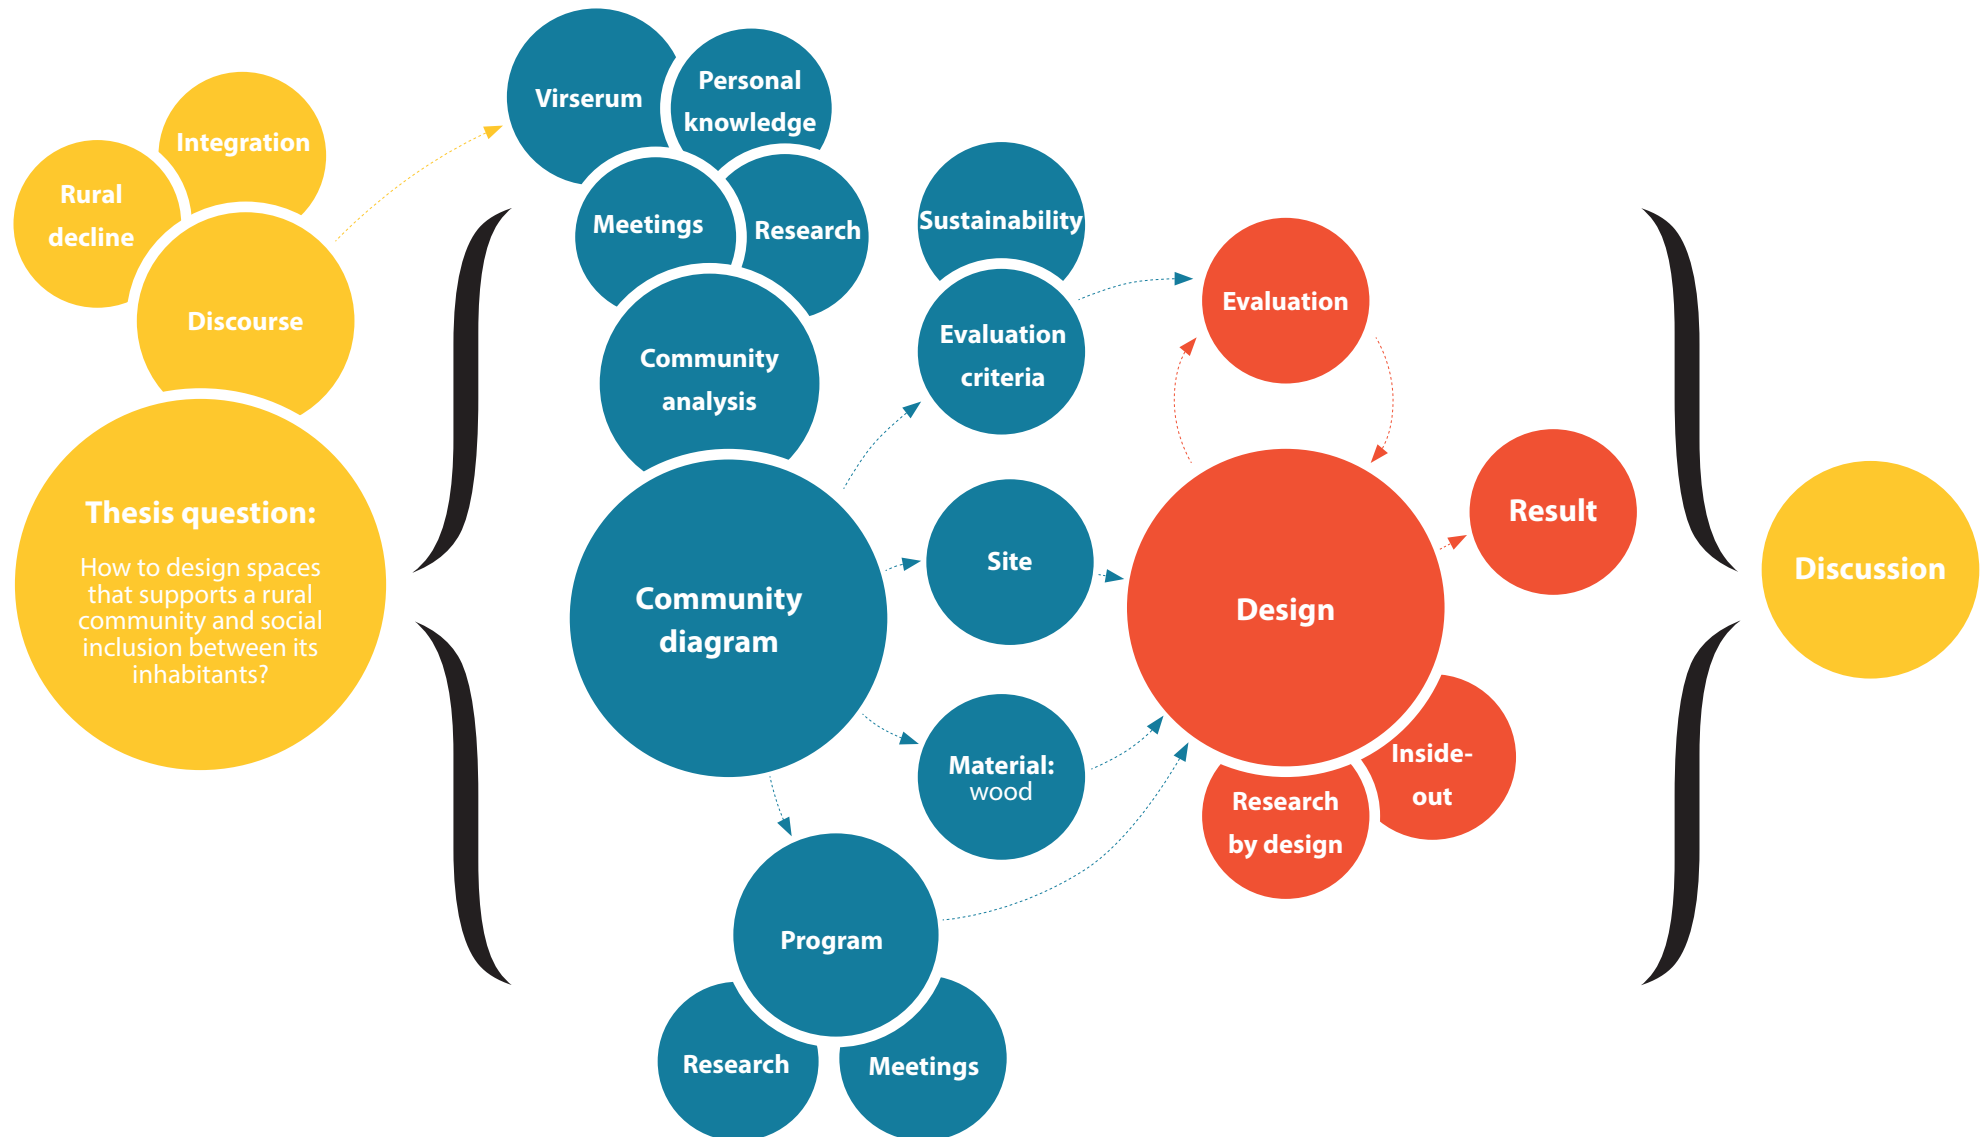 Integration
Rural
decline
Discourse
Thesis question:
How to design spaces
that supports a rural
community and social
inclusion between its
inhabitants?
Virserum
Personal
knowledge
Meetings
Research
Community
analysis
Community
diagram
Sustainability
Evaluation
criteria
Site
Material:
wood
Program
Research
Meetings
Evaluation
Design
Research
by design
Inside-
out
Result
Discussion